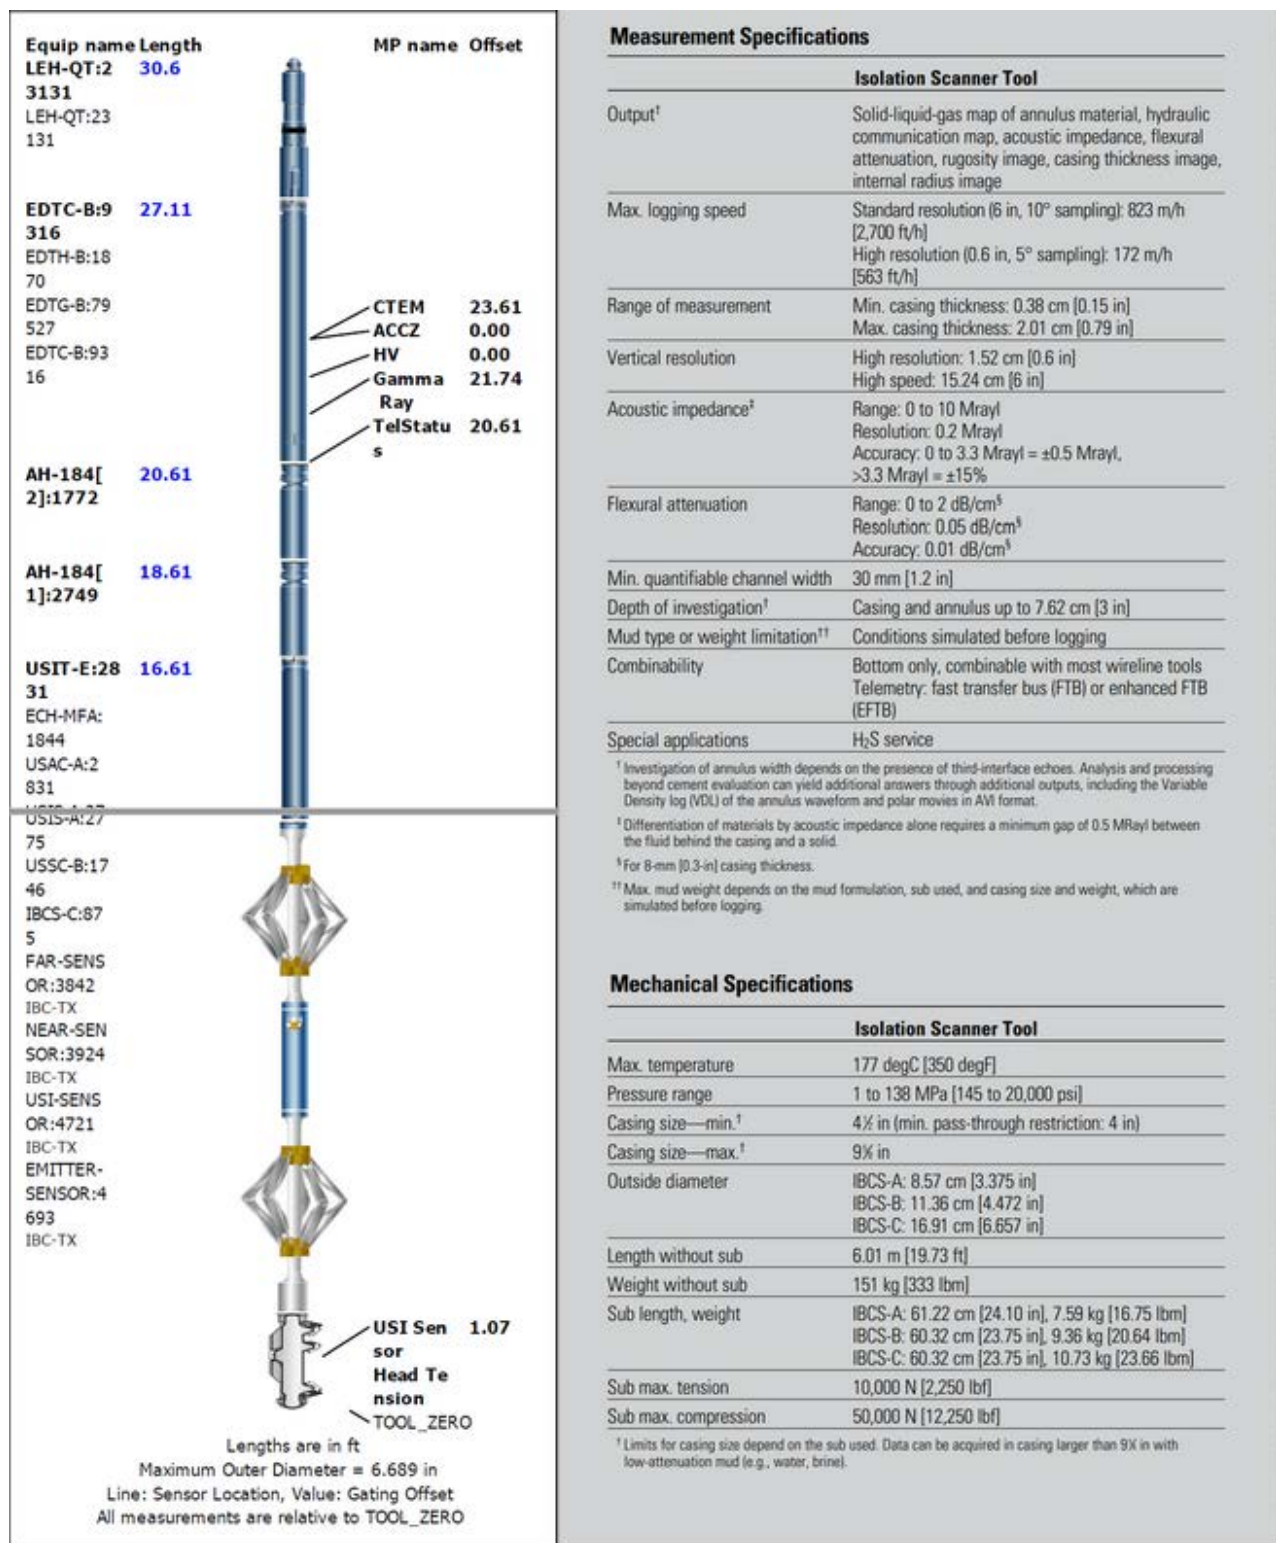 Equip name Length MP name Offset
LEH-QT:2 30.6
3131
LEH-QT:23
131
EDTC-B:9 27.11
316
EDTH-B:18
70
EDTG-B:79
527
EDTC-B:93
16
CTEM 23.61
ACCZ 0.00
HV 0.00
Gamma 21.74
Ray
TelStatu 20.61
s
AH-184[ 20.61
2]:1772
AH-184[ 18.61
1]:2749
USIT-E:28 16.61
31
ECH-MFA:
1844
USAC-A:2
831
USIS-A:27
75
USSC-B:17
46
IBCS-C:87
5
FAR-SENS
OR:3842
IBC-TX
NEAR-SEN
SOR:3924
IBC-TX
USI-SENS
OR:4721
IBC-TX
EMITTER-
SENSOR:4
693
IBC-TX
USI Sen 1.07
sor
Head Te
nsion
TOOL_ZERO
Lengths are in ft
Maximum Outer Diameter = 6.689 in
Line: Sensor Location, Value: Gating Offset
All measurements are relative to TOOL_ZERO
Measurement Specifications
Isolation Scanner Tool
Output† Solid-liquid-gas map of annulus material, hydraulic
communication map, acoustic impedance, flexural
attenuation, rugosity image, casing thickness image,
internal radius image
Max. logging speed Standard resolution (6 in, 10° sampling): 823 m/h
[2,700 ft/h]
High resolution (0.6 in, 5° sampling): 172 m/h
[563 ft/h]
Range of measurement Min. casing thickness: 0.38 cm [0.15 in]
Max. casing thickness: 2.01 cm [0.79 in]
Vertical resolution High resolution: 1.52 cm [0.6 in]
High speed: 15.24 cm [6 in]
Acoustic impedance‡ Range: 0 to 10 Mrayl
Resolution: 0.2 Mrayl
Accuracy: 0 to 3.3 Mrayl = ±0.5 Mrayl,
>3.3 Mrayl = ±15%
Flexural attenuation Range: 0 to 2 dB/cm§
Resolution: 0.05 dB/cm§
Accuracy: 0.01 dB/cm§
Min. quantifiable channel width 30 mm [1.2 in]
Depth of investigation† Casing and annulus up to 7.62 cm [3 in]
Mud type or weight limitation†† Conditions simulated before logging
Combinability Bottom only, combinable with most wireline tools
Telemetry: fast transfer bus (FTB) or enhanced FTB
(EFTB)
Special applications H₂S service
† Investigation of annulus width depends on the presence of third-interface echoes. Analysis and processing
beyond cement evaluation can yield additional answers through additional outputs, including the Variable
Density log (VDL) of the annulus waveform and polar movies in AVI format.
‡ Differentiation of materials by acoustic impedance alone requires a minimum gap of 0.5 MRayl between
the fluid behind the casing and a solid.
§ For 8-mm [0.3-in] casing thickness.
†† Max. mud weight depends on the mud formulation, sub used, and casing size and weight, which are
simulated before logging.
Mechanical Specifications
Isolation Scanner Tool
Max. temperature 177 degC [350 degF]
Pressure range 1 to 138 MPa [145 to 20,000 psi]
Casing size—min.† 4½ in (min. pass-through restriction: 4 in)
Casing size—max.† 9⅝ in
Outside diameter IBCS-A: 8.57 cm [3.375 in]
IBCS-B: 11.36 cm [4.472 in]
IBCS-C: 16.91 cm [6.657 in]
Length without sub 6.01 m [19.73 ft]
Weight without sub 151 kg [333 lbm]
Sub length, weight IBCS-A: 61.22 cm [24.10 in], 7.59 kg [16.75 lbm]
IBCS-B: 60.32 cm [23.75 in], 9.36 kg [20.64 lbm]
IBCS-C: 60.32 cm [23.75 in], 10.73 kg [23.66 lbm]
Sub max. tension 10,000 N [2,250 lbf]
Sub max. compression 50,000 N [12,250 lbf]
† Limits for casing size depend on the sub used. Data can be acquired in casing larger than 9⅝ in with
low-attenuation mud (e.g., water, brine).